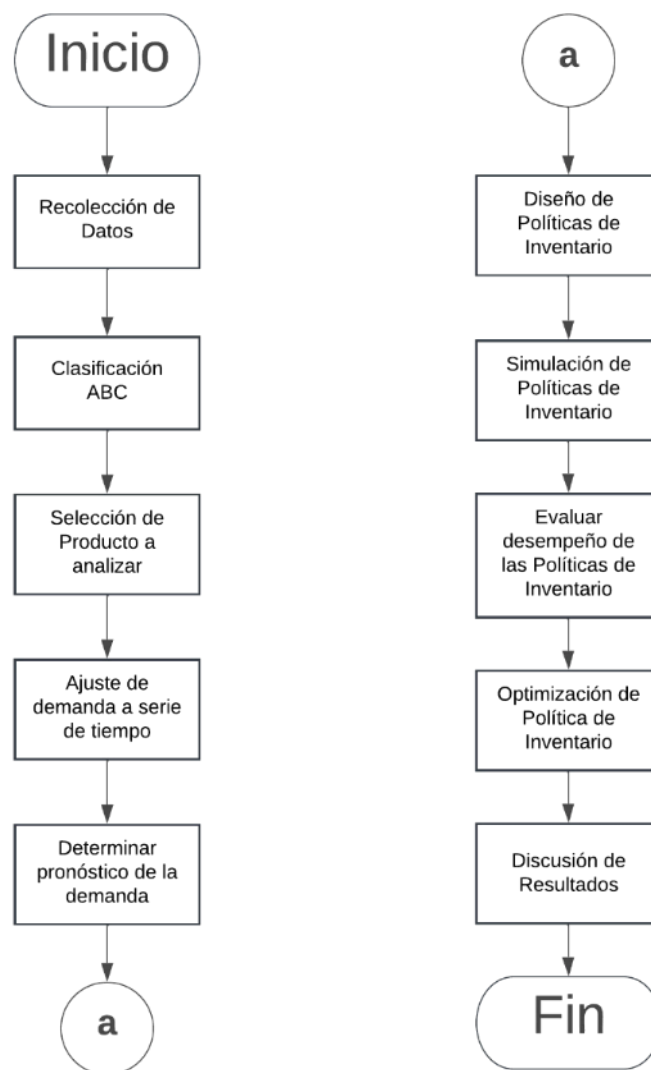 Inicio
Recolección de
Datos
Clasificación
ABC
Selección de
Producto a
analizar
Ajuste de
demanda a serie
de tiempo
Determinar
pronóstico de la
demanda
a
a
Diseño de
Políticas de
Inventario
Simulación de
Políticas de
Inventario
Evaluar
desempeño de
las Políticas de
Inventario
Optimización de
Política de
Inventario
Discusión de
Resultados
Fin